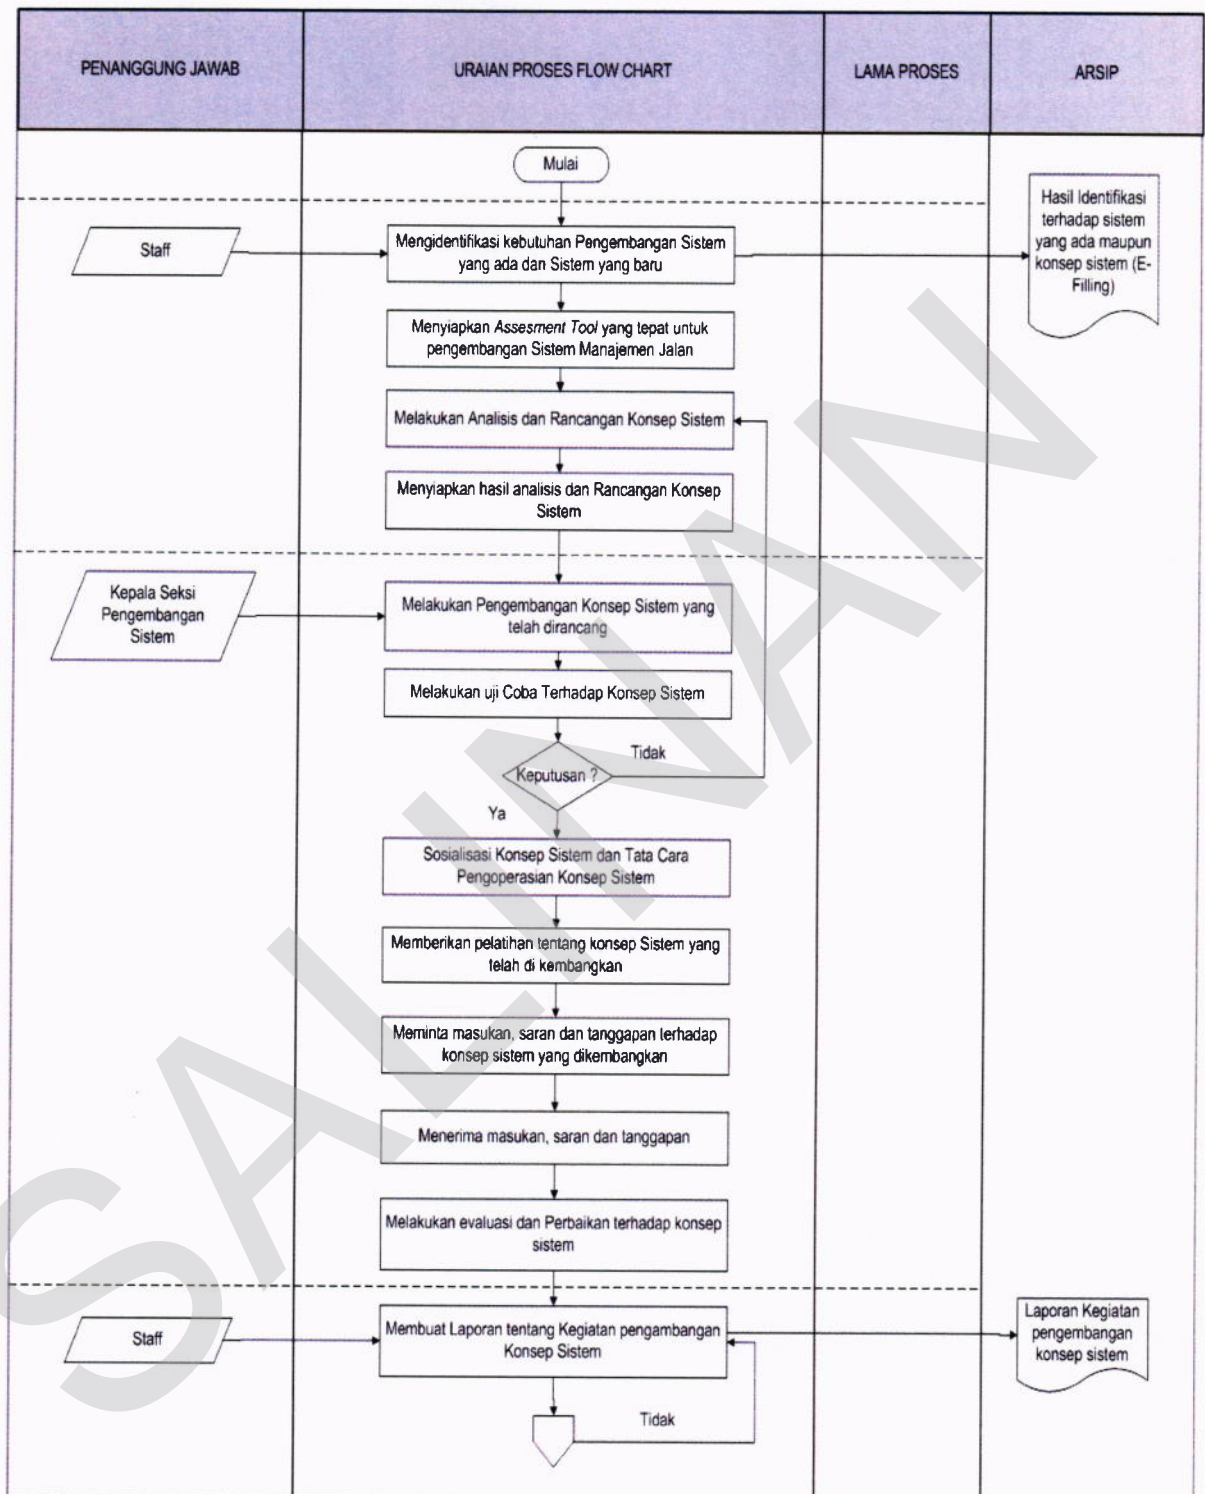 PENANGGUNG JAWAB
URAIAN PROSES FLOW CHART
LAMA PROSES
ARSIP
Mulai
Hasil Identifikasi
terhadap sistem
yang ada maupun
konsep sistem (E-
Filling)
Staff
Mengidentifikasi kebutuhan Pengembangan Sistem
yang ada dan Sistem yang baru
Menyiapkan Assesment Tool yang tepat untuk
pengembangan Sistem Manajemen Jalan
Melakukan Analisis dan Rancangan Konsep Sistem
Menyiapkan hasil analisis dan Rancangan Konsep
Sistem
Kepala Seksi
Pengembangan
Sistem
Melakukan Pengembangan Konsep Sistem yang
telah dirancang
Melakukan uji Coba Terhadap Konsep Sistem
Tidak
Keputusan ?
Ya
Sosialisasi Konsep Sistem dan Tata Cara
Pengoperasian Konsep Sistem
Memberikan pelatihan tentang konsep Sistem yang
telah di kembangkan
Meminta masukan, saran dan tanggapan terhadap
konsep sistem yang dikembangkan
Menerima masukan, saran dan tanggapan
Melakukan evaluasi dan Perbaikan terhadap konsep
sistem
Staff
Membuat Laporan tentang Kegiatan pengambangan
Konsep Sistem
Laporan Kegiatan
pengembangan
konsep sistem
Tidak
SALINAN